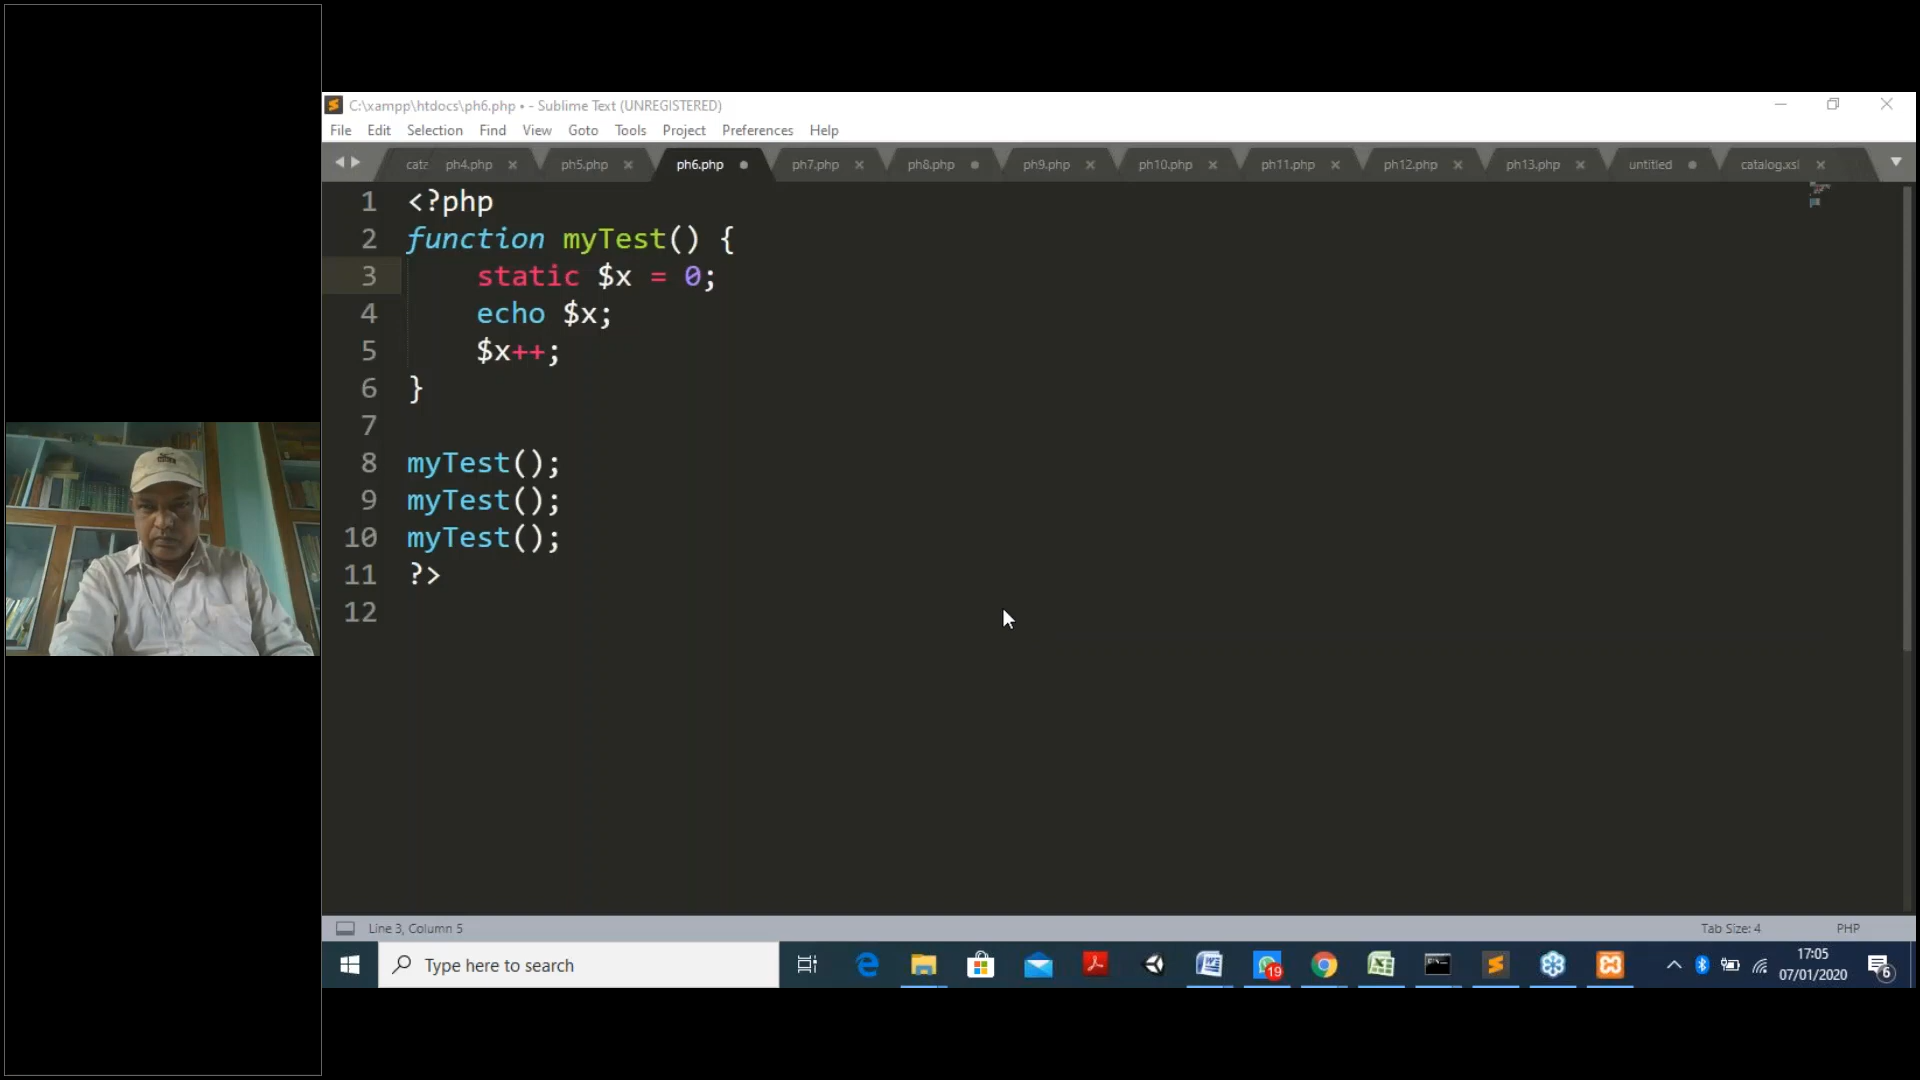 C:\xampp\htdocs\ph6.php • - Sublime Text (UNREGISTERED)
File Edit Selection Find View Goto Tools Project Preferences Help
cata ph4.php ph5.php ph6.php ph7.php ph8.php ph9.php ph10.php ph11.php ph12.php ph13.php untitled catalog.xsl
1 <?php
2 function myTest() {
3 static $x = 0;
4 echo $x;
5 $x++;
6 }
7
8 myTest();
9 myTest();
10 myTest();
11 ?>
12
Line 3, Column 5 Tab Size: 4 PHP
Type here to search
19
17:05
07/01/2020
6